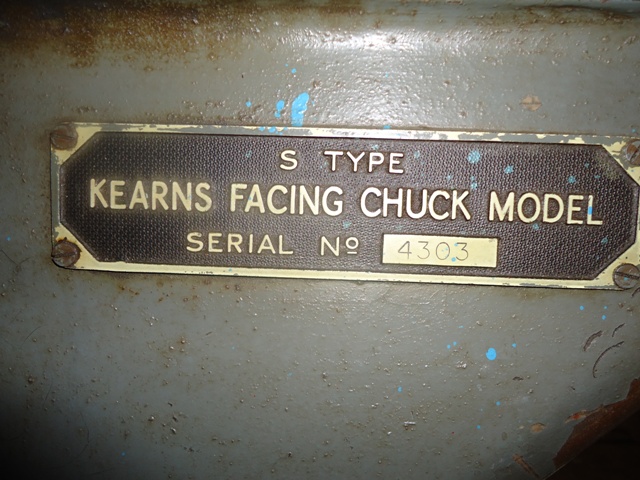 S TYPE
KEARNS FACING CHUCK MODEL
SERIAL Nº 4303